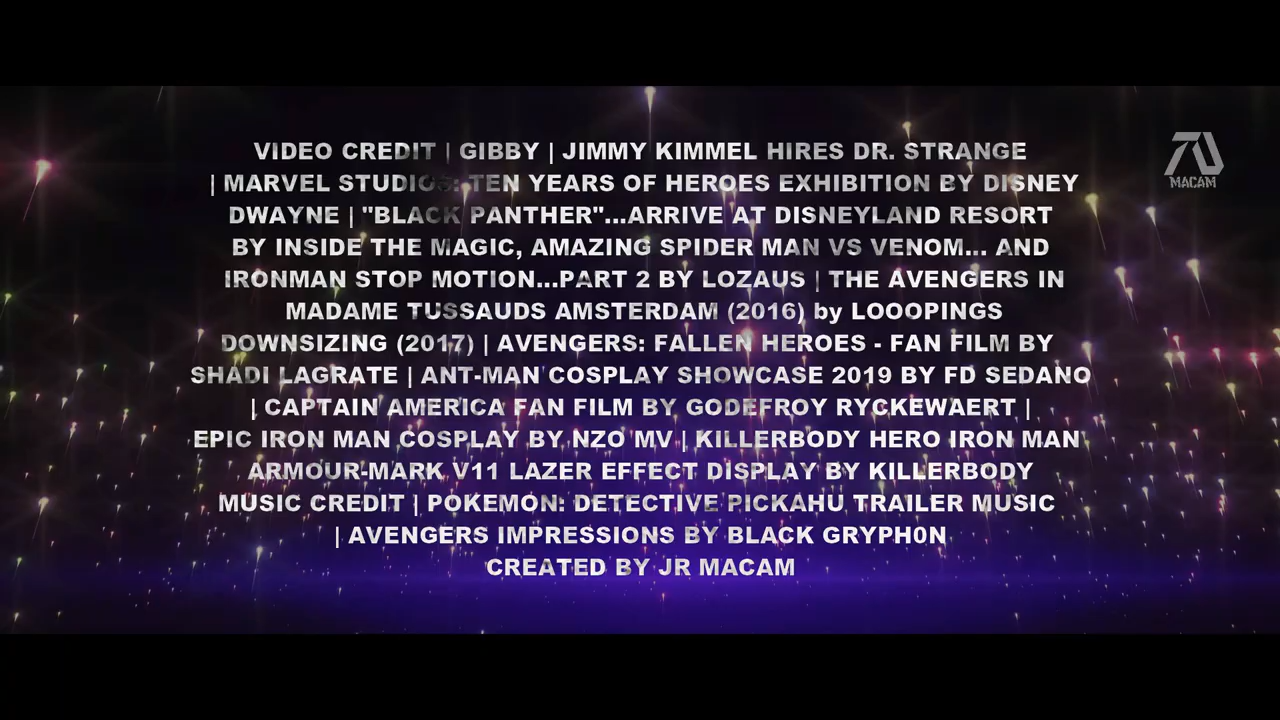 VIDEO CREDIT | GIBBY | JIMMY KIMMEL HIRES DR. STRANGE
| MARVEL STUDIOS: TEN YEARS OF HEROES EXHIBITION BY DISNEY
DWAYNE | "BLACK PANTHER"...ARRIVE AT DISNEYLAND RESORT
BY INSIDE THE MAGIC, AMAZING SPIDER MAN VS VENOM... AND
IRONMAN STOP MOTION...PART 2 BY LOZAUS | THE AVENGERS IN
MADAME TUSSAUDS AMSTERDAM (2016) by LOOOPINGS
DOWNSIZING (2017) | AVENGERS: FALLEN HEROES - FAN FILM BY
SHADI LAGRATE | ANT-MAN COSPLAY SHOWCASE 2019 BY FD SEDANO
| CAPTAIN AMERICA FAN FILM BY GODEFROY RYCKEWAERT |
EPIC IRON MAN COSPLAY BY NZO MV | KILLERBODY HERO IRON MAN
ARMOUR-MARK V11 LAZER EFFECT DISPLAY BY KILLERBODY
MUSIC CREDIT | POKEMON: DETECTIVE PICKAHU TRAILER MUSIC
| AVENGERS IMPRESSIONS BY BLACK GRYPH0N
CREATED BY JR MACAM
MACAM